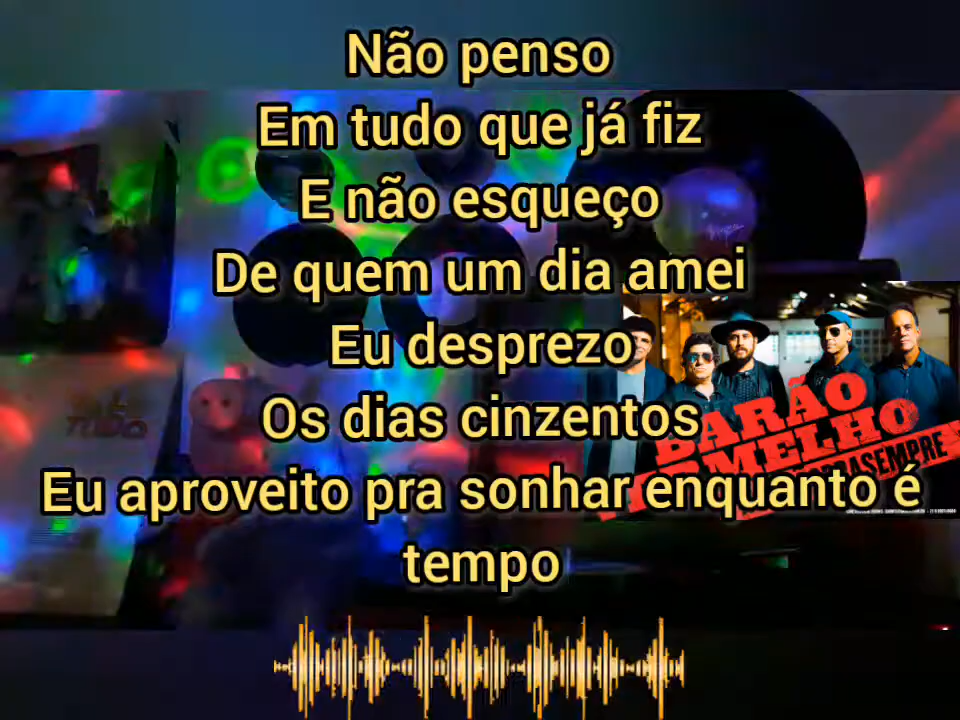 Não penso
Em tudo que já fiz
E não esqueço
De quem um dia amei
Eu desprezo
Os dias cinzentos
Eu aproveito pra sonhar enquanto é
tempo
BARÃO
TUDO